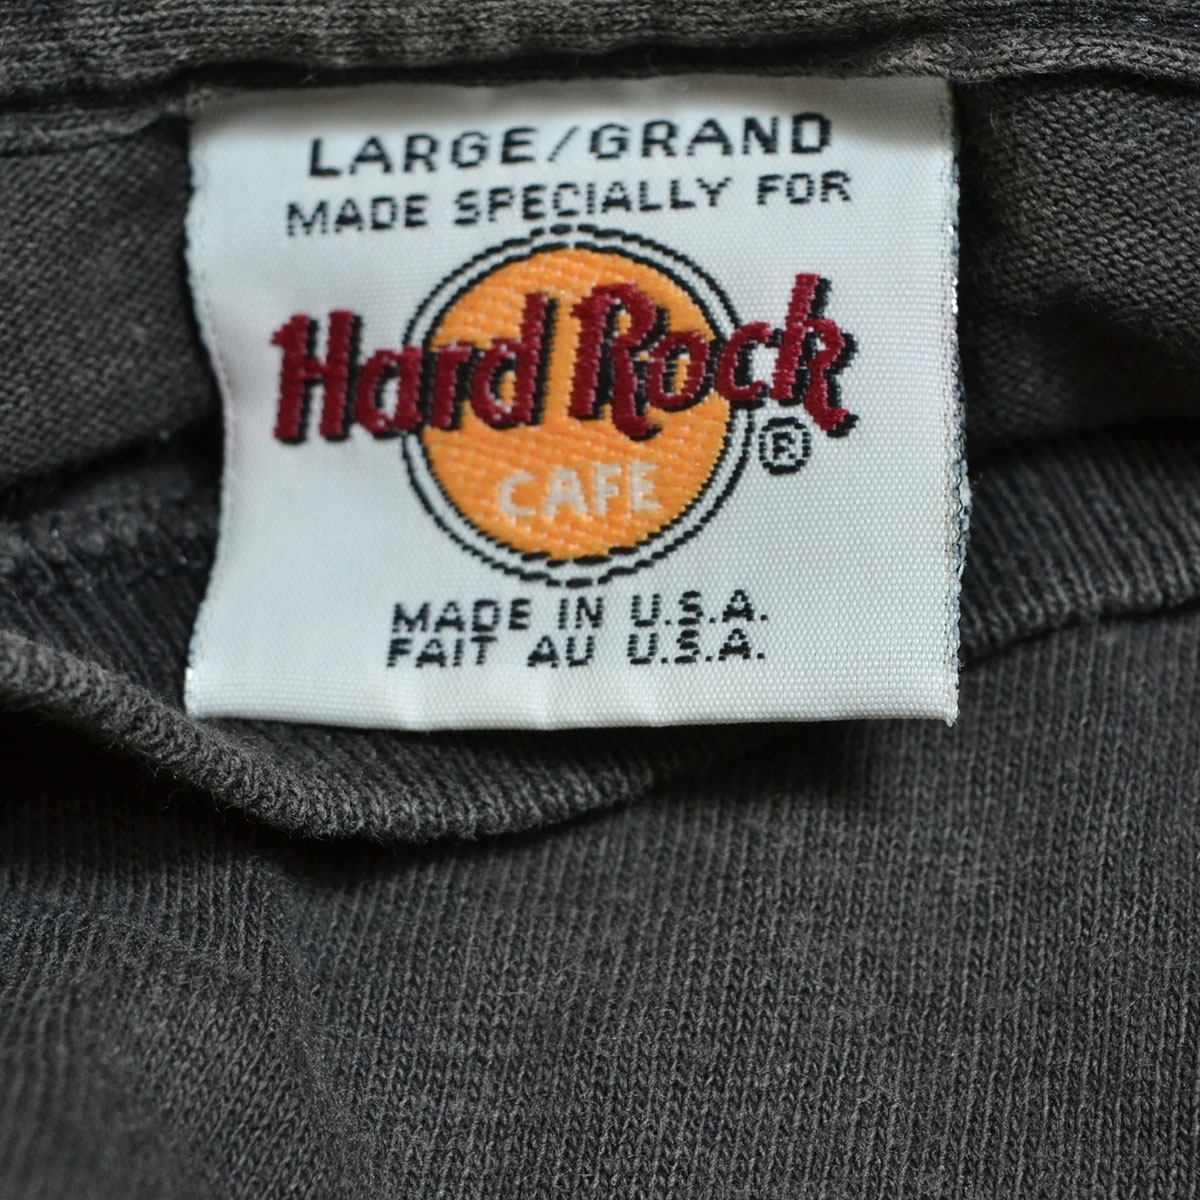 LARGE/GRAND
MADE SPECIALLY FOR
Hard Rock
®
CAFE
MADE IN U.S.A.
FAIT AU U.S.A.